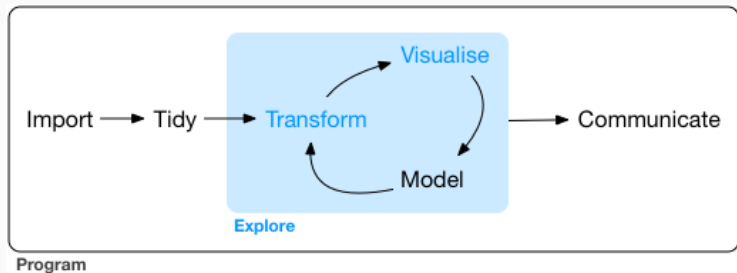 Visualise
Import Tidy Transform Communicate
Model
Explore
Program